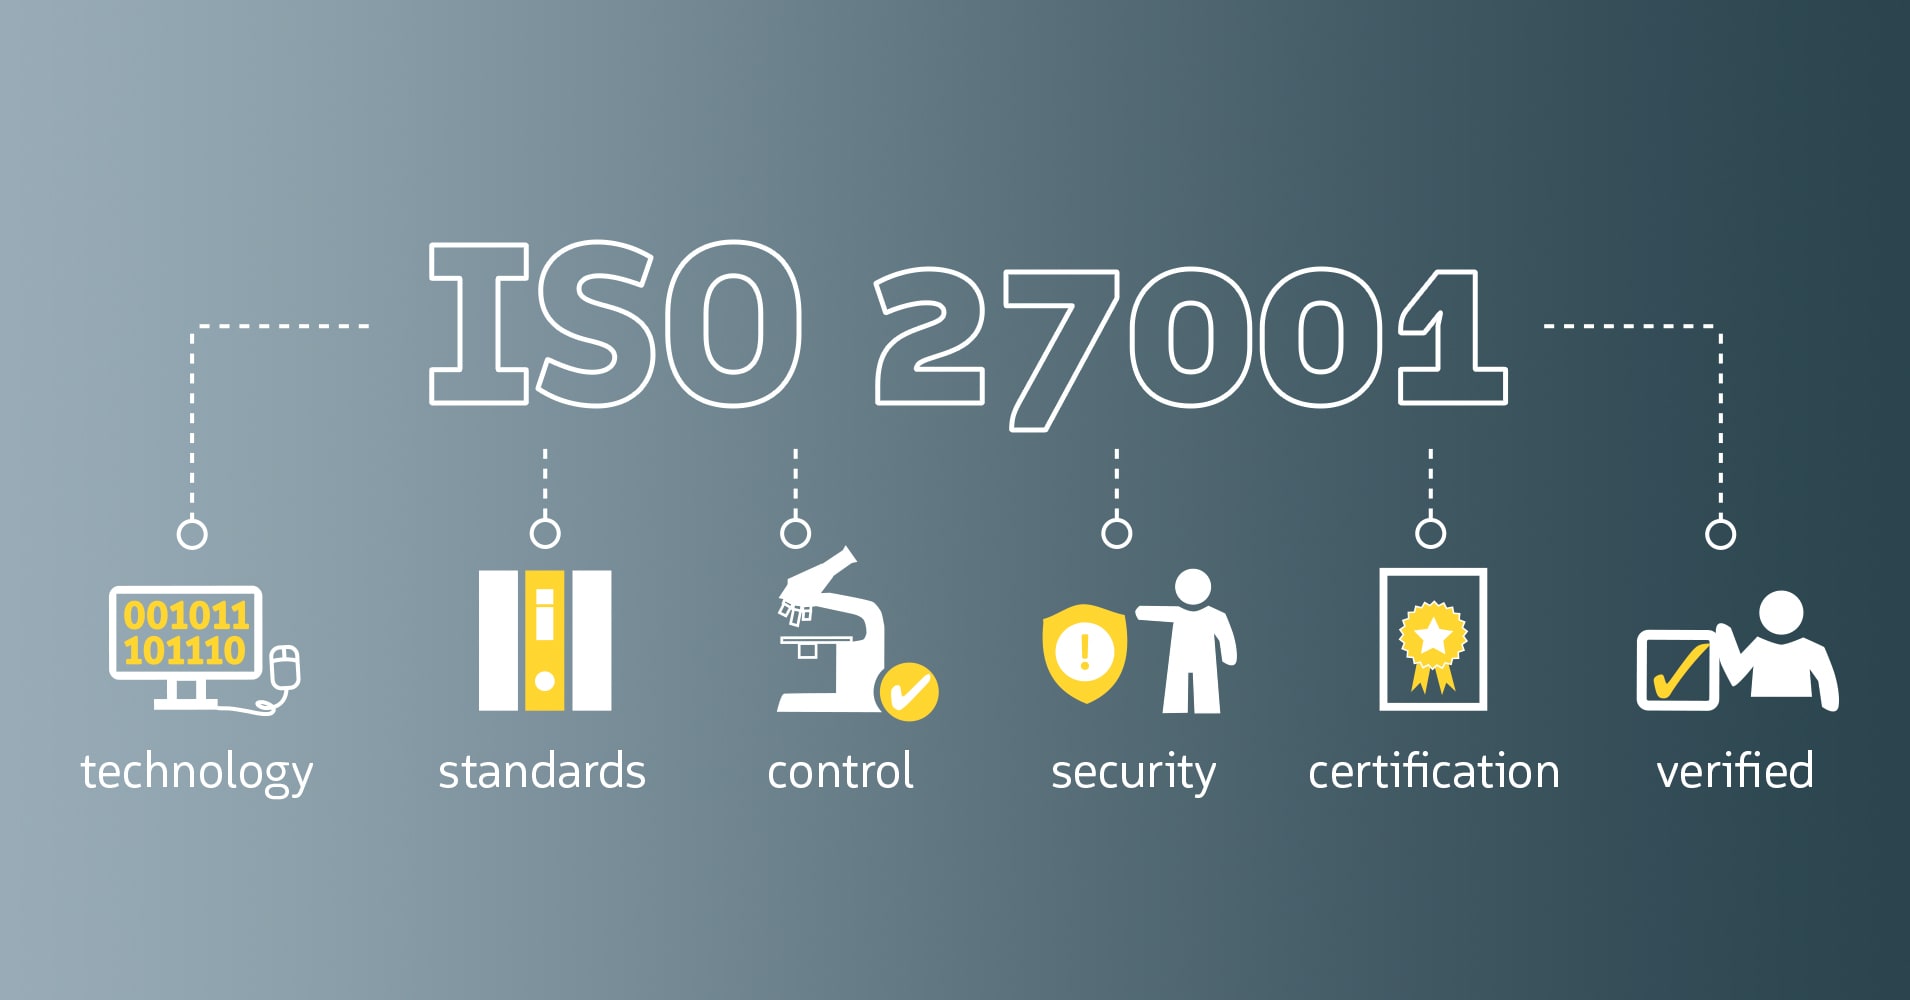 ISO 27001
001011
101110
technology
standards
control
security
certification
verified